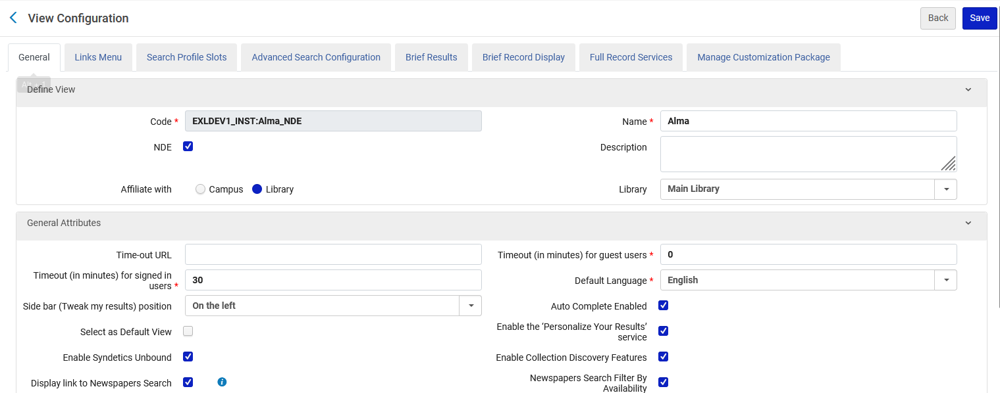 View Configuration
Back
Save
General
Links Menu
Search Profile Slots
Advanced Search Configuration
Brief Results
Brief Record Display
Full Record Services
Manage Customization Package
Define View
Code *
EXLDEV1_INST:Alma_NDE
Name *
Alma
NDE
Description
Affiliate with
Campus
Library
Library
Main Library
General Attributes
Time-out URL
Timeout (in minutes) for guest users *
0
Timeout (in minutes) for signed in
users *
30
Default Language *
English
Side bar (Tweak my results) position
On the left
Auto Complete Enabled
Select as Default View
Enable the ‘Personalize Your Results’
service
Enable Syndetics Unbound
Enable Collection Discovery Features
Display link to Newspapers Search
Newspapers Search Filter By
Availability